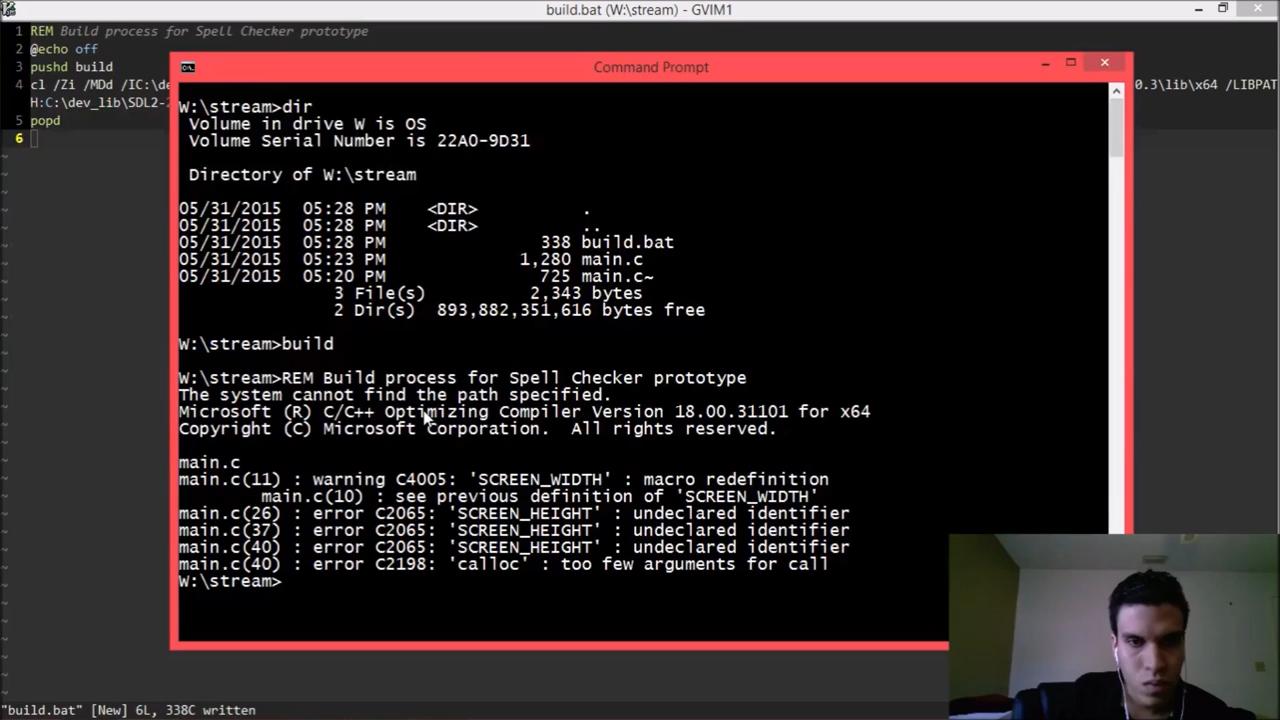 build.bat (W:\stream) - GVIM1
1 REM Build process for Spell Checker prototype
2 @echo off
3 pushd build
4 cl /Zi /MDd /IC:\de 0.3\lib\x64 /LIBPAT
H:C:\dev_lib\SDL2-
5 popd
6
Command Prompt
W:\stream>dir
Volume in drive W is OS
Volume Serial Number is 22A0-9D31
Directory of W:\stream
05/31/2015 05:28 PM <DIR> .
05/31/2015 05:28 PM <DIR> ..
05/31/2015 05:28 PM 338 build.bat
05/31/2015 05:23 PM 1,280 main.c
05/31/2015 05:20 PM 725 main.c~
3 File(s) 2,343 bytes
2 Dir(s) 893,882,351,616 bytes free
W:\stream>build
W:\stream>REM Build process for Spell Checker prototype
The system cannot find the path specified.
Microsoft (R) C/C++ Optimizing Compiler Version 18.00.31101 for x64
Copyright (C) Microsoft Corporation. All rights reserved.
main.c
main.c(11) : warning C4005: 'SCREEN_WIDTH' : macro redefinition
main.c(10) : see previous definition of 'SCREEN_WIDTH'
main.c(26) : error C2065: 'SCREEN_HEIGHT' : undeclared identifier
main.c(37) : error C2065: 'SCREEN_HEIGHT' : undeclared identifier
main.c(40) : error C2065: 'SCREEN_HEIGHT' : undeclared identifier
main.c(40) : error C2198: 'calloc' : too few arguments for call
W:\stream>
"build.bat" [New] 6L, 338C written